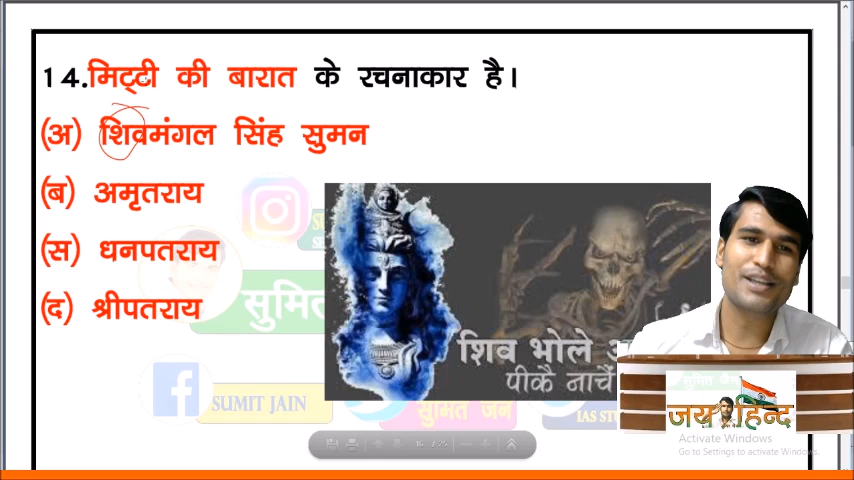 14.मिट्टी की बारात के रचनाकार है।
(अ) शिवमंगल सिंह सुमन
(ब) अमृतराय
(स) धनपतराय
(द) श्रीपतराय
सुमित
शिव भोले
पीकै नाचैं
SUMIT JAIN
सुमित जैन
IAS
जय हिन्द
Activate Windows
Go to Settings to activate Windows.